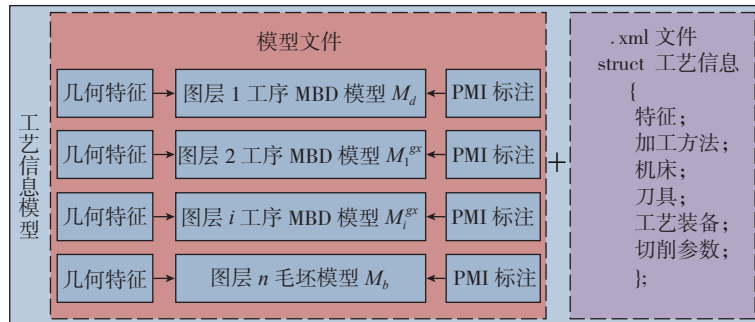 工艺信息模型
模型文件
几何特征 图层 1 工序 MBD 模型 M_d PMI 标注
几何特征 图层 2 工序 MBD 模型 M_1^{gx} PMI 标注
几何特征 图层 i 工序 MBD 模型 M_i^{gx} PMI 标注
几何特征 图层 n 毛坯模型 M_b PMI 标注
+
.xml 文件
struct 工艺信息
{
特征;
加工方法;
机床;
刀具;
工艺装备;
切削参数;
};